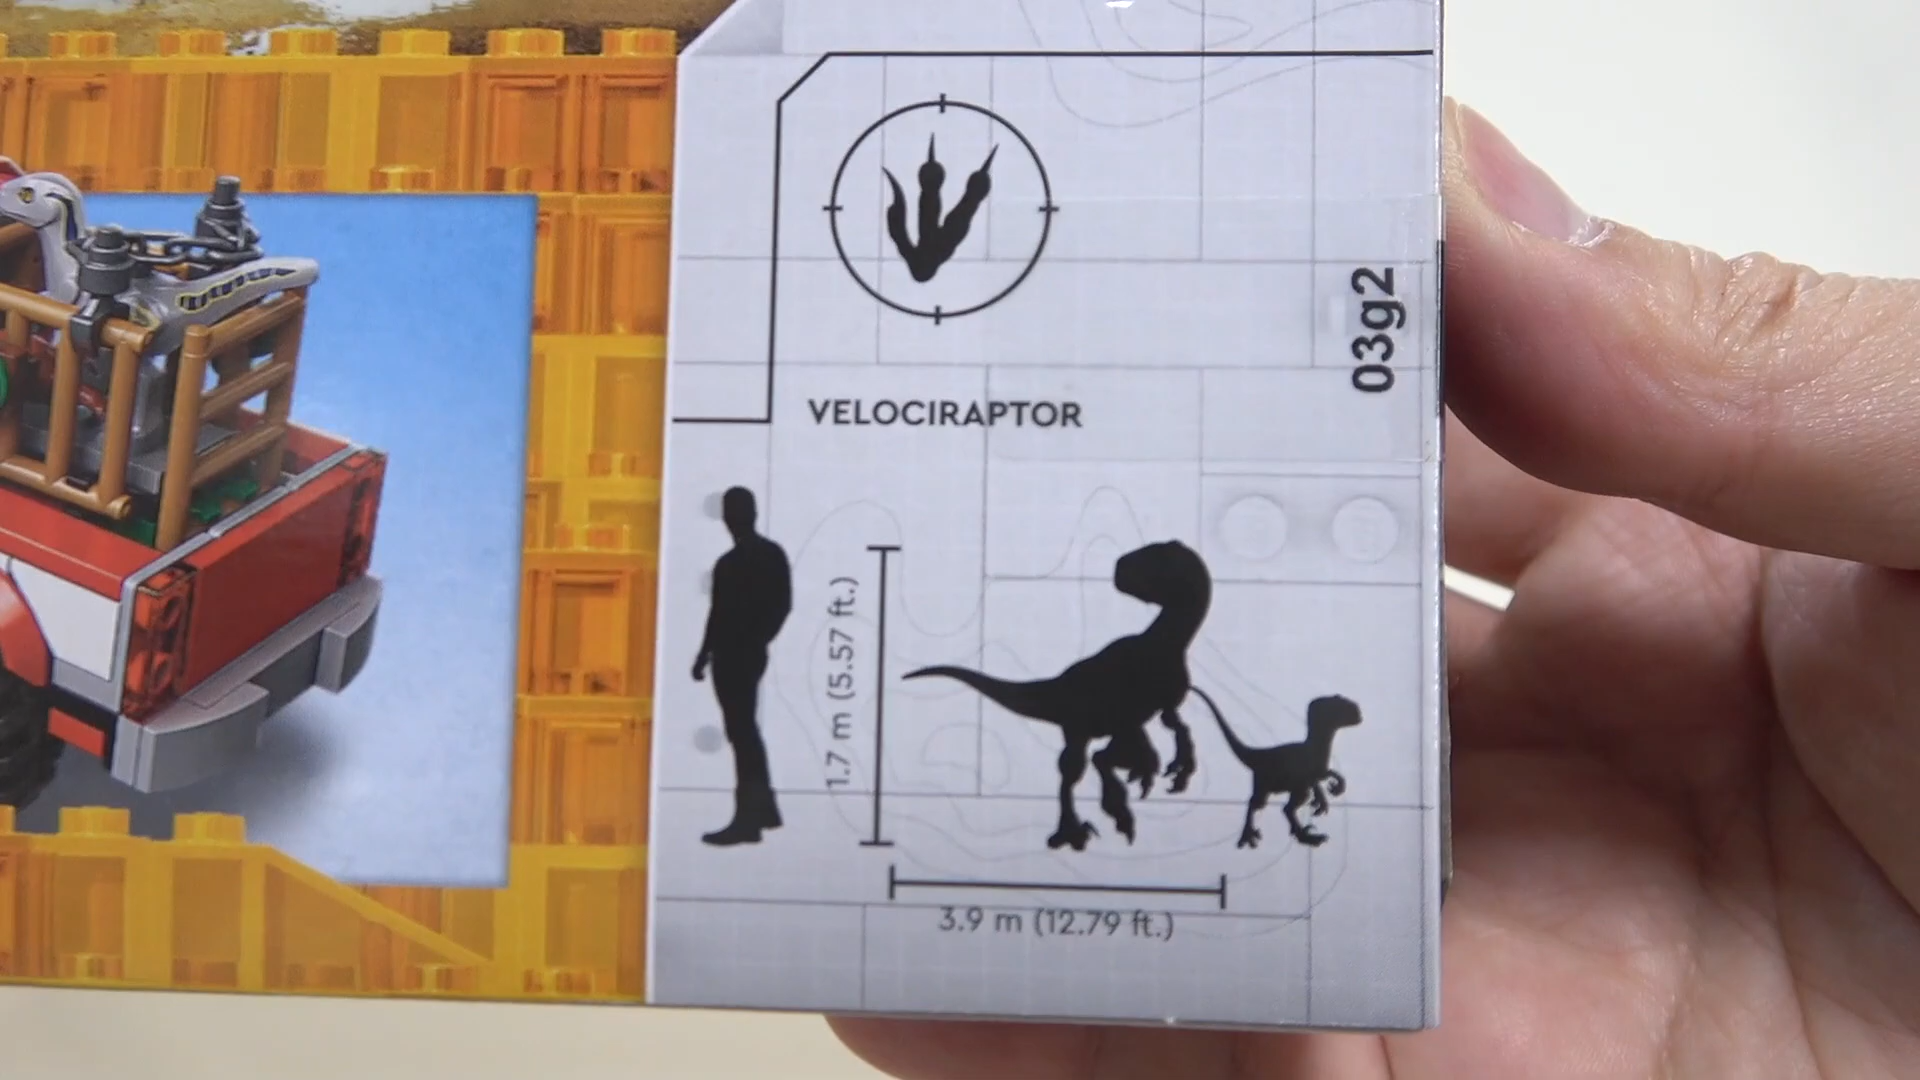 03g2
VELOCIRAPTOR
1.7 m (5.57 ft.)
3.9 m (12.79 ft.)